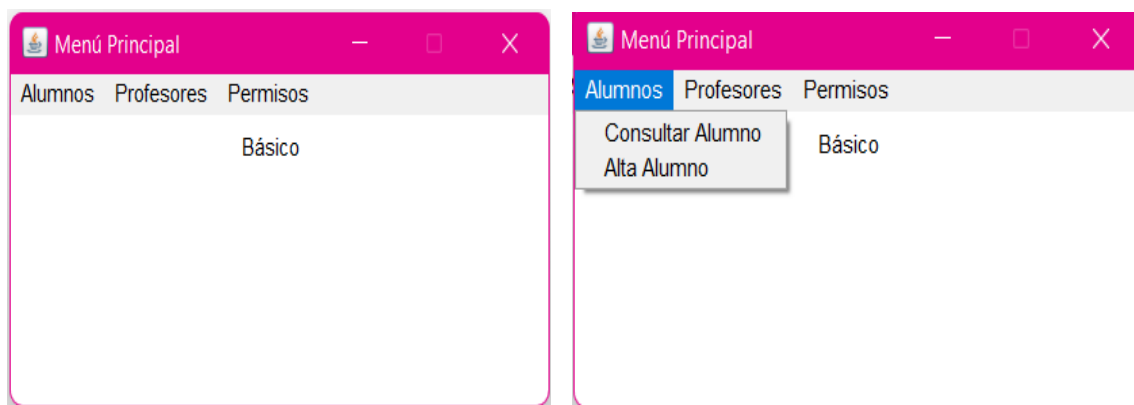 Menú Principal
Alumnos Profesores Permisos
Básico
Menú Principal
Alumnos Profesores Permisos
Consultar Alumno
Alta Alumno
Básico